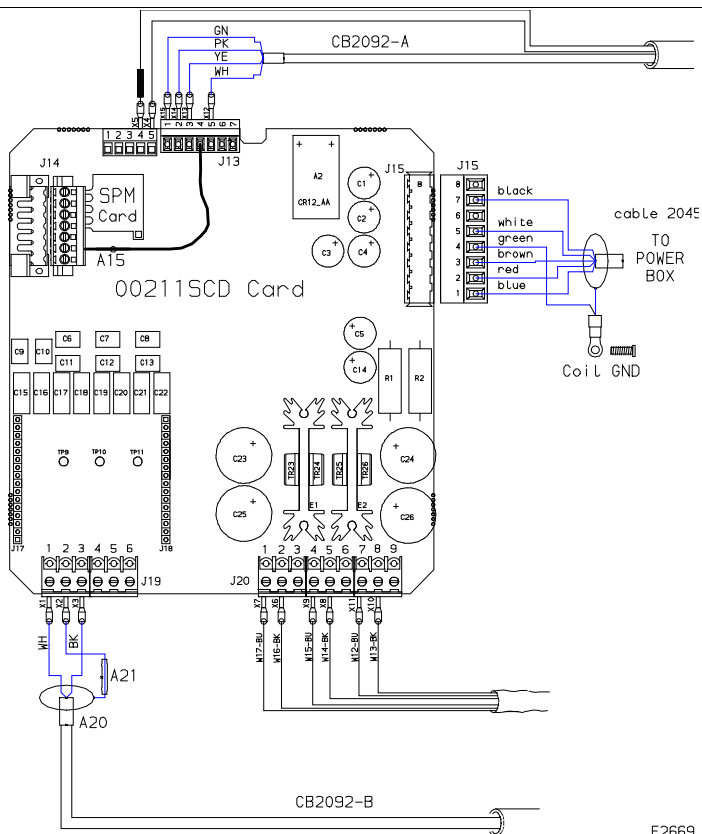 GN
CB2092-A
PK
YE
WH
X5
X4
X15
X14
X13
X12
1 2 3 4 5
1 2 3 4 5 6 7
J13
J14
SPM
Card
A15
A2
CR12_AA
C1
C2
C3
C4
J15
8
J15
8
7
6
5
4
3
2
1
black
white
green
brown
red
blue
cable 2045
TO
POWER
BOX
Coil GND
00211SCD Card
C6
C7
C8
C9
C10
C11
C12
C13
C5
C14
R1
R2
C15
C16
C17
C18
C19
C20
C21
C22
TP9
TP10
TP11
C23
C25
TR23
TR24
TR25
TR26
C24
C26
E1
E2
J17
J18
1 2 3 4 5 6
J19
1 2 3 4 5 6 7 8 9
J20
X1
X2
X3
X7
X6
X9
X8
X11
X10
WH
BK
W17-BU
W16-BK
W15-BU
W14-BK
W12-BU
W13-BK
A21
A20
CB2092-B